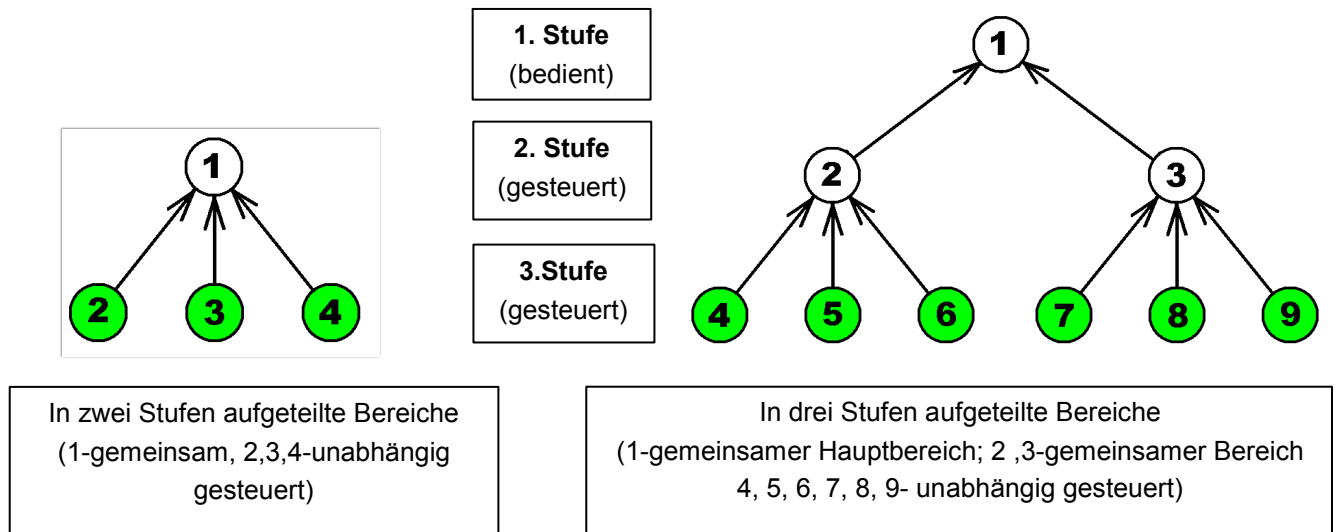 1. Stufe
(bedient)
2. Stufe
(gesteuert)
3.Stufe
(gesteuert)
1
2 3 4
1
2 3
4 5 6 7 8 9
In zwei Stufen aufgeteilte Bereiche
(1-gemeinsam, 2,3,4-unabhängig
gesteuert)
In drei Stufen aufgeteilte Bereiche
(1-gemeinsamer Hauptbereich; 2 ,3-gemeinsamer Bereich
4, 5, 6, 7, 8, 9- unabhängig gesteuert)